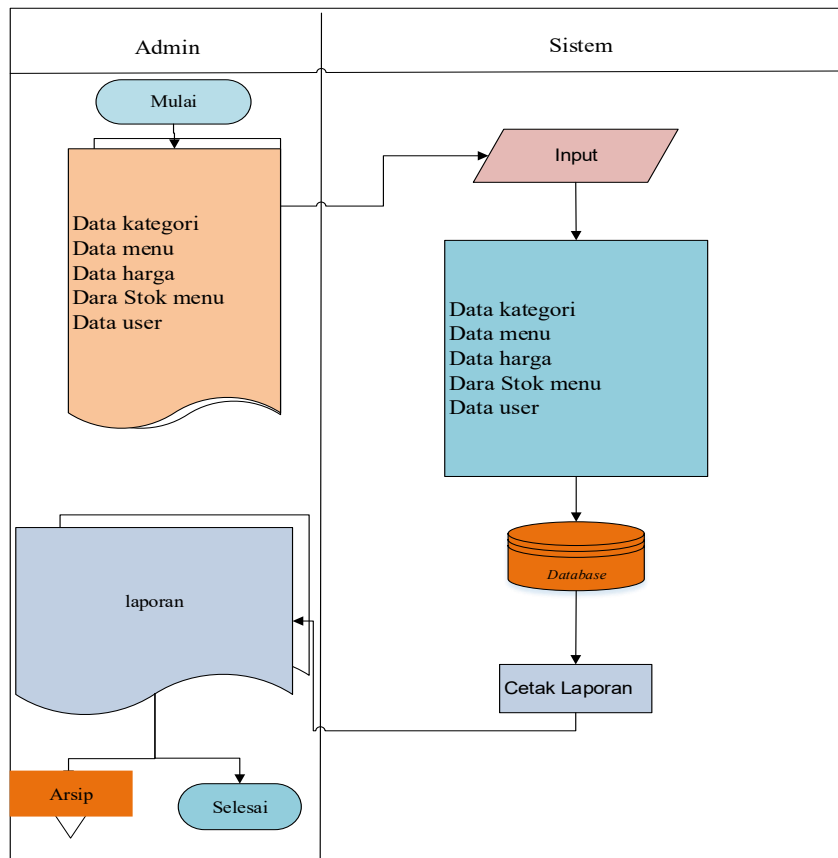 Admin
Sistem
Mulai
Data kategori
Data menu
Data harga
Dara Stok menu
Data user
Input
Data kategori
Data menu
Data harga
Dara Stok menu
Data user
Database
Cetak Laporan
laporan
Arsip
Selesai